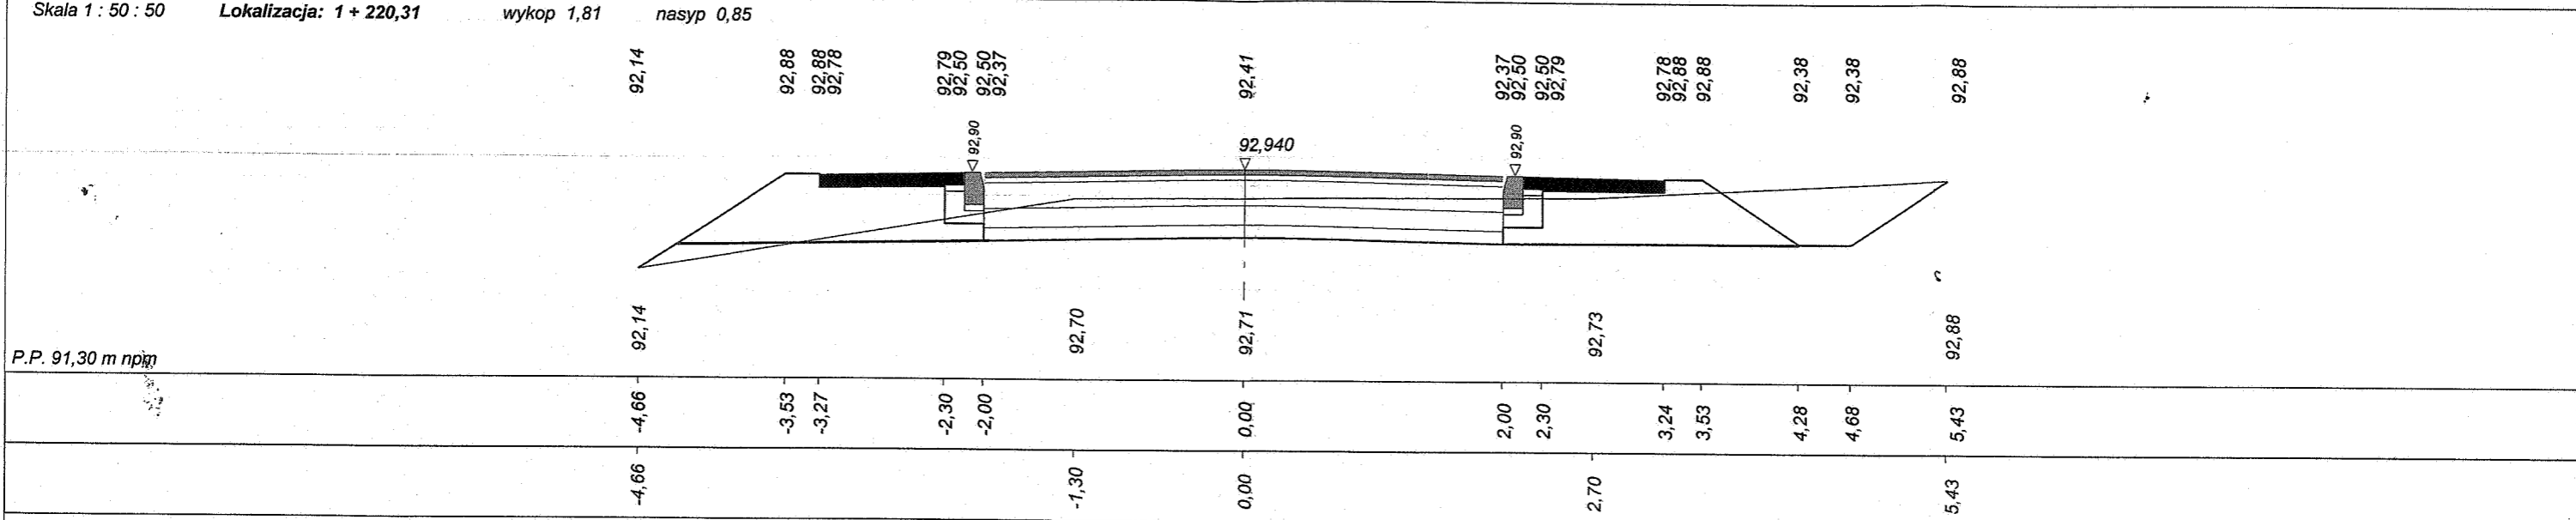 Skala 1 : 50 : 50 Lokalizacja: 1 + 220,31 wykop 1,81 nasyp 0,85
92,14 92,88 92,88 92,78 92,79 92,50 92,50 92,37 92,41 92,37 92,50 92,50 92,79 92,78 92,88 92,88 92,38 92,38 92,88
92,90 92,940 92,90
92,14 92,70 92,71 92,73 92,88
P.P. 91,30 m npm
-4,66 -3,53 -3,27 -2,30 -2,00 0,00 2,00 2,30 3,24 3,53 4,28 4,68 5,43
-4,66 -1,30 0,00 2,70 5,43